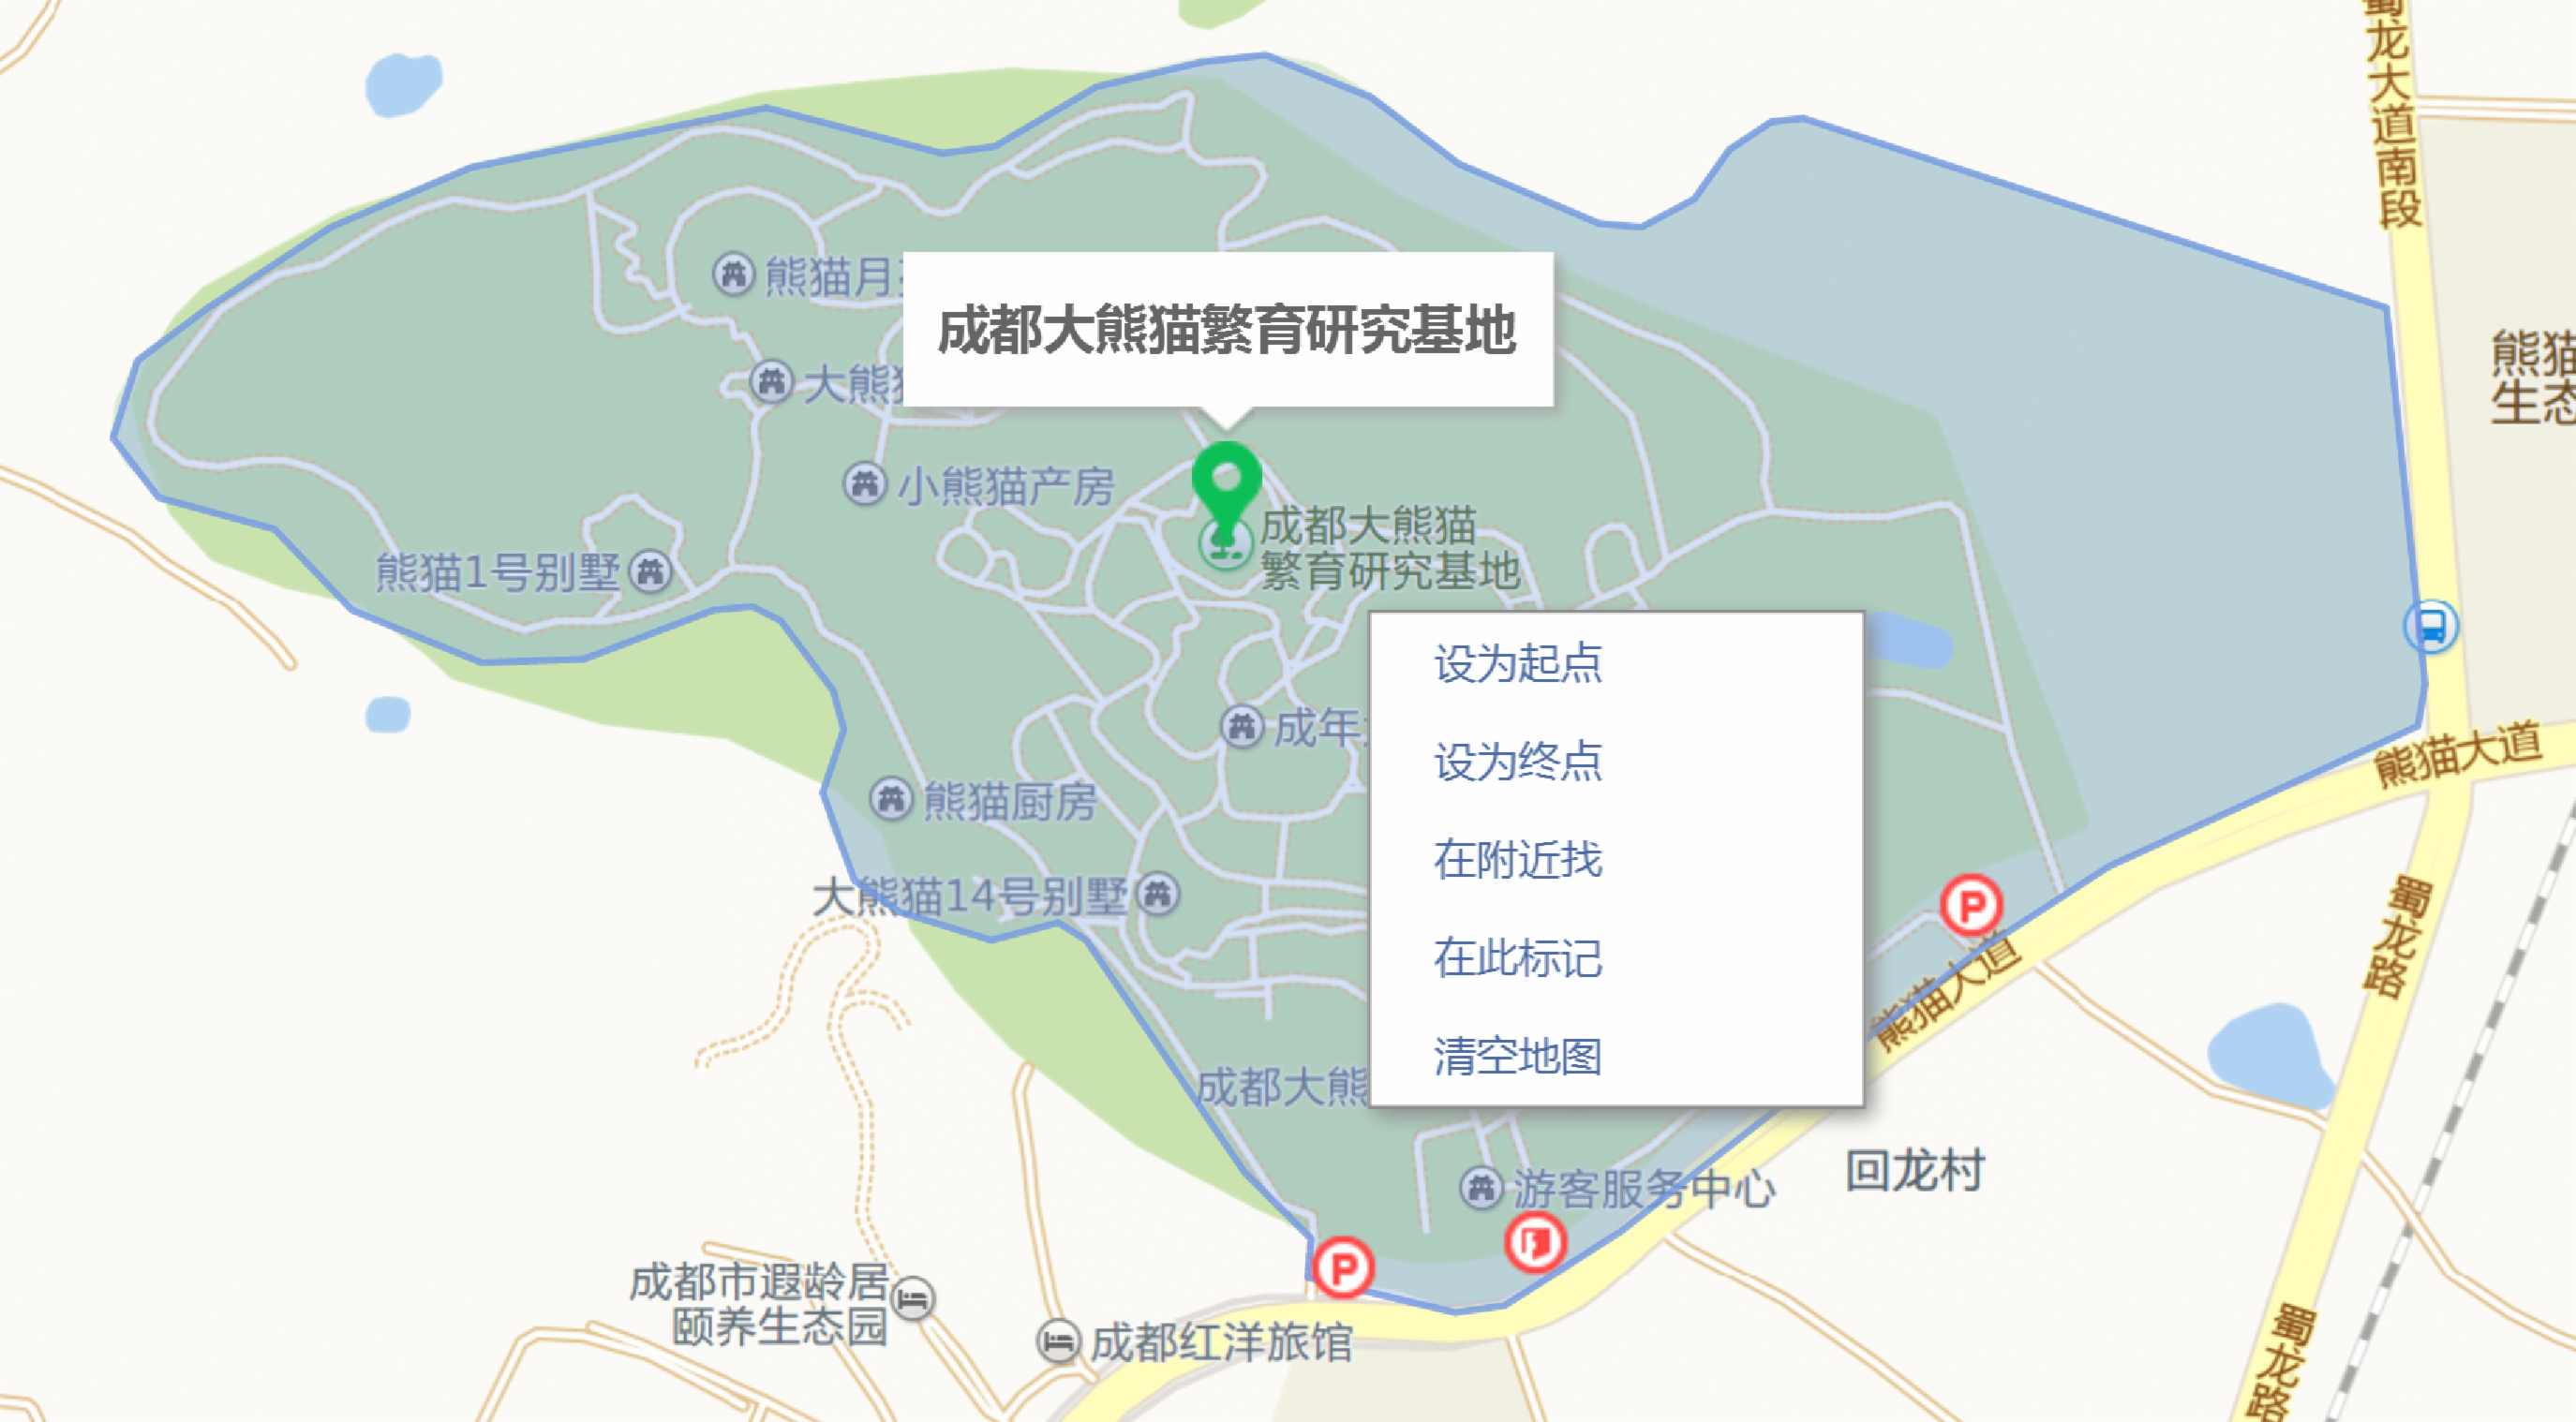 蜀龙大道南段
熊猫月
成都大熊猫繁育研究基地
熊猫
生态
大熊
小熊猫产房
成都大熊猫
繁育研究基地
熊猫1号别墅
设为起点
成年
设为终点
熊猫大道
熊猫厨房
在附近找
大熊猫14号别墅
P
蜀龙路
在此标记
熊猫大道
清空地图
成都大熊
回龙村
游客服务中心
P
成都市遐龄居
颐养生态园
成都红洋旅馆
蜀龙路